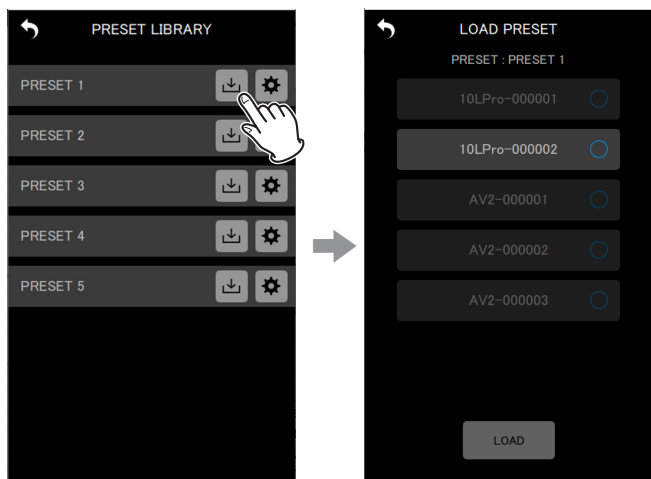 PRESET LIBRARY
PRESET 1
PRESET 2
PRESET 3
PRESET 4
PRESET 5
LOAD PRESET
PRESET : PRESET 1
10LPro-000001
10LPro-000002
AV2-000001
AV2-000002
AV2-000003
LOAD